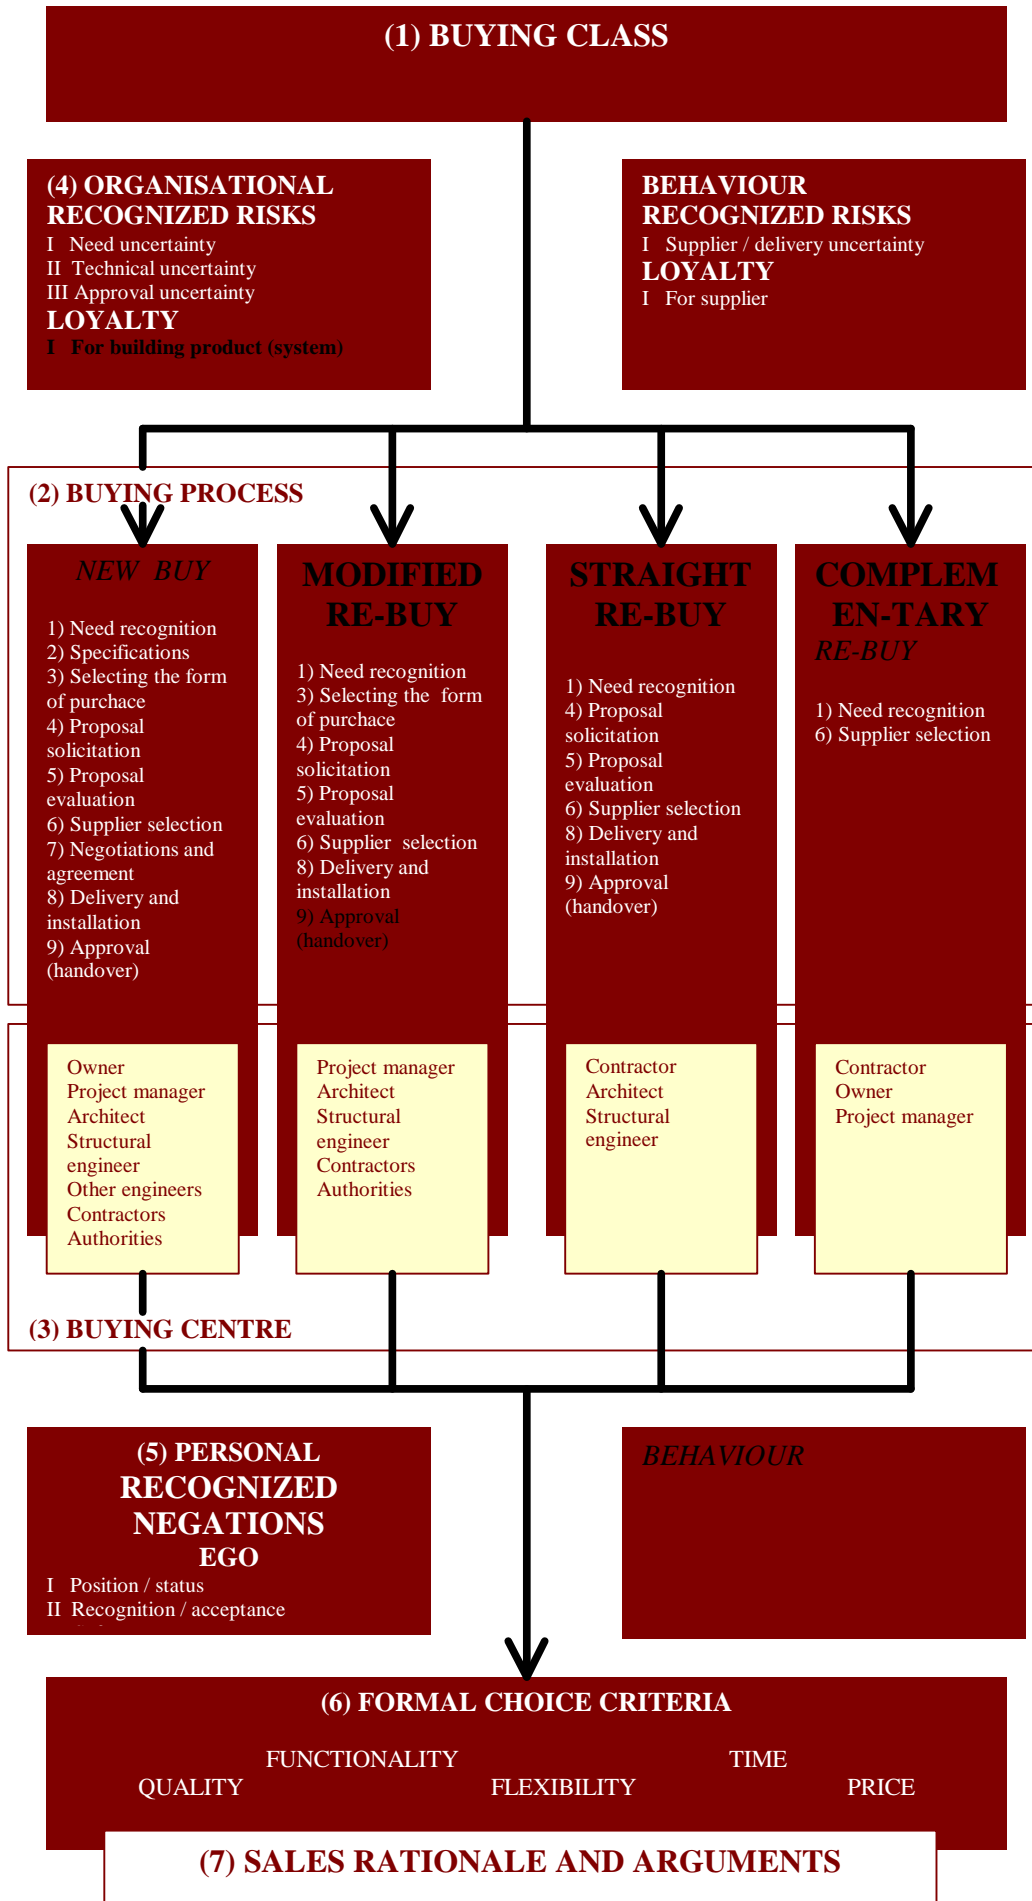 (1) BUYING CLASS
(4) ORGANISATIONAL
RECOGNIZED RISKS
I Need uncertainty
II Technical uncertainty
III Approval uncertainty
LOYALTY
I For building product (system)
BEHAVIOUR
RECOGNIZED RISKS
I Supplier / delivery uncertainty
LOYALTY
I For supplier
(2) BUYING PROCESS
NEW BUY
1) Need recognition
2) Specifications
3) Selecting the form
of purchace
4) Proposal
solicitation
5) Proposal
evaluation
6) Supplier selection
7) Negotiations and
agreement
8) Delivery and
installation
9) Approval
(handover)
MODIFIED
RE-BUY
1) Need recognition
3) Selecting the form
of purchace
4) Proposal
solicitation
5) Proposal
evaluation
6) Supplier selection
8) Delivery and
installation
9) Approval
(handover)
STRAIGHT
RE-BUY
1) Need recognition
4) Proposal
solicitation
5) Proposal
evaluation
6) Supplier selection
8) Delivery and
installation
9) Approval
(handover)
COMPLEM
EN-TARY
RE-BUY
1) Need recognition
6) Supplier selection
Owner
Project manager
Architect
Structural
engineer
Other engineers
Contractors
Authorities
Project manager
Architect
Structural
engineer
Contractors
Authorities
Contractor
Architect
Structural
engineer
Contractor
Owner
Project manager
(3) BUYING CENTRE
(5) PERSONAL
RECOGNIZED
NEGATIONS
EGO
I Position / status
II Recognition / acceptance
BEHAVIOUR
(6) FORMAL CHOICE CRITERIA
FUNCTIONALITY TIME
QUALITY FLEXIBILITY PRICE
(7) SALES RATIONALE AND ARGUMENTS